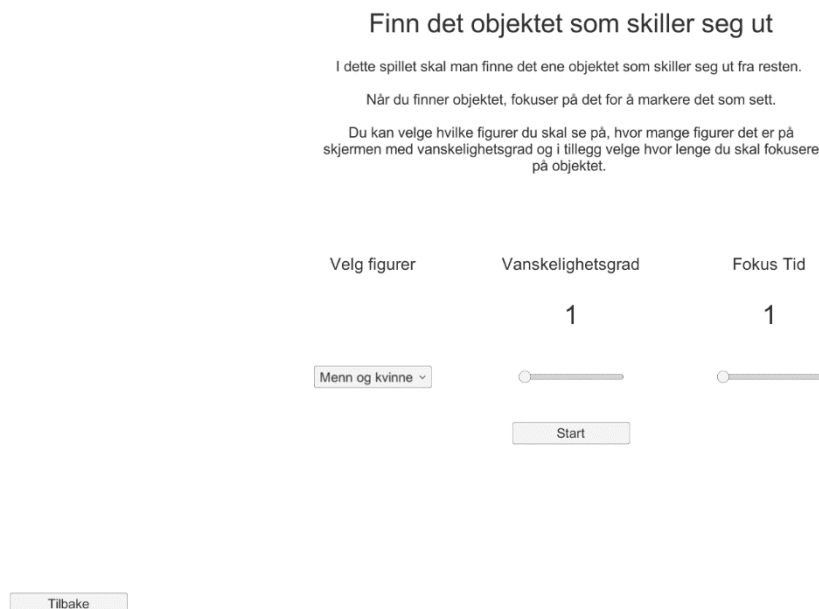 Finn det objektet som skiller seg ut
I dette spillet skal man finne det ene objektet som skiller seg ut fra resten.
Når du finner objektet, fokuser på det for å markere det som sett.
Du kan velge hvilke figurer du skal se på, hvor mange figurer det er på
skjermen med vanskelighetsgrad og i tillegg velge hvor lenge du skal fokusere
på objektet.
Velg figurer
Vanskelighetsgrad
Fokus Tid
1
1
Menn og kvinne
Start
Tilbake